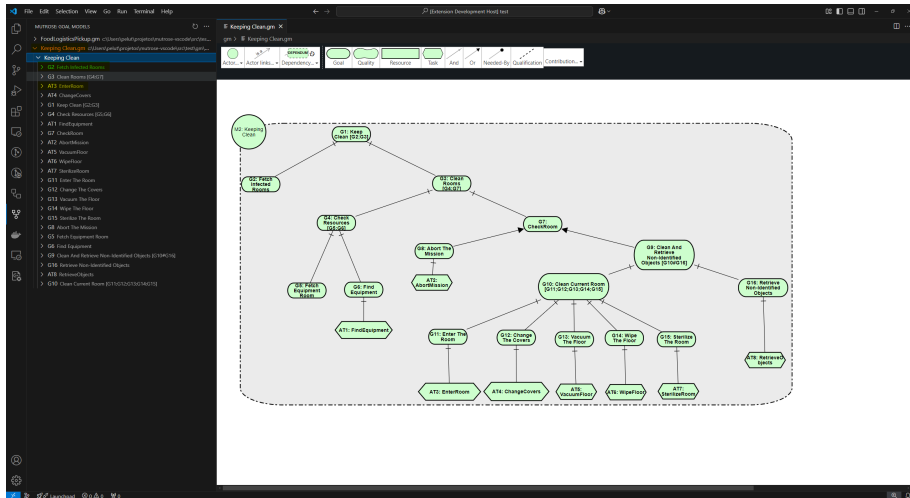 File Edit Selection View Go Run Terminal Help
[Extension Development Host] test
MUTROSE: GOAL MODELS
FoodLogisticsPickup.gm
Keeping Clean.gm
Keeping Clean
G2 Fetch Infected Rooms
G3 Clean Rooms [G4;G7]
AT3 EnterRoom
AT4 ChangeCovers
G1 Keep Clean [G2;G3]
G4 Check Resources [G5;G6]
AT1 FindEquipment
G7 CheckRoom
AT2 AbortMission
AT5 VacuumFloor
AT6 WipeFloor
AT7 SterilizeRoom
G11 Enter The Room
G12 Change The Covers
G13 Vacuum The Floor
G14 Wipe The Floor
G15 Sterilize The Room
G8 Abort The Mission
G5 Fetch Equipment Room
G6 Find Equipment
G9 Clean And Retrieve Non-Identified Objects [G10#G16]
G16 Retrieve Non-Identified Objects
AT8 RetrieveObjects
G10 Clean Current Room [G11;G12;G13;G14;G15]
Keeping Clean.gm
gm > Keeping Clean.gm
DEPENDUM
Actor... Actor links... Dependency... Goal Quality Resource Task And Or Needed-By Qualification Contribution...
M2: Keeping
Clean
G1: Keep
Clean [G2;G3]
G2: Fetch
Infected
Rooms
G3: Clean
Rooms
[G4;G7]
G4: Check
Resources
[G5;G6]
G7:
CheckRoom
G8: Abort The
Mission
G9: Clean And
Retrieve
Non-Identified
Objects [G10#G16]
AT2:
AbortMission
G5: Fetch
Equipment
Room
G6: Find
Equipment
G10: Clean Current Room
[G11;G12;G13;G14;G15]
G16: Retrieve
Non-Identified
Objects
AT1: FindEquipment
G11: Enter The
Room
G12: Change
The Covers
G13: Vacuum
The Floor
G14: Wipe
The Floor
G15: Sterilize
The Room
AT8: RetrieveO
bjects
AT3: EnterRoom
AT4: ChangeCovers
AT5:
VacuumFloor
AT6: WipeFloor
AT7:
SterilizeRoom
Launchpad 0 0 0